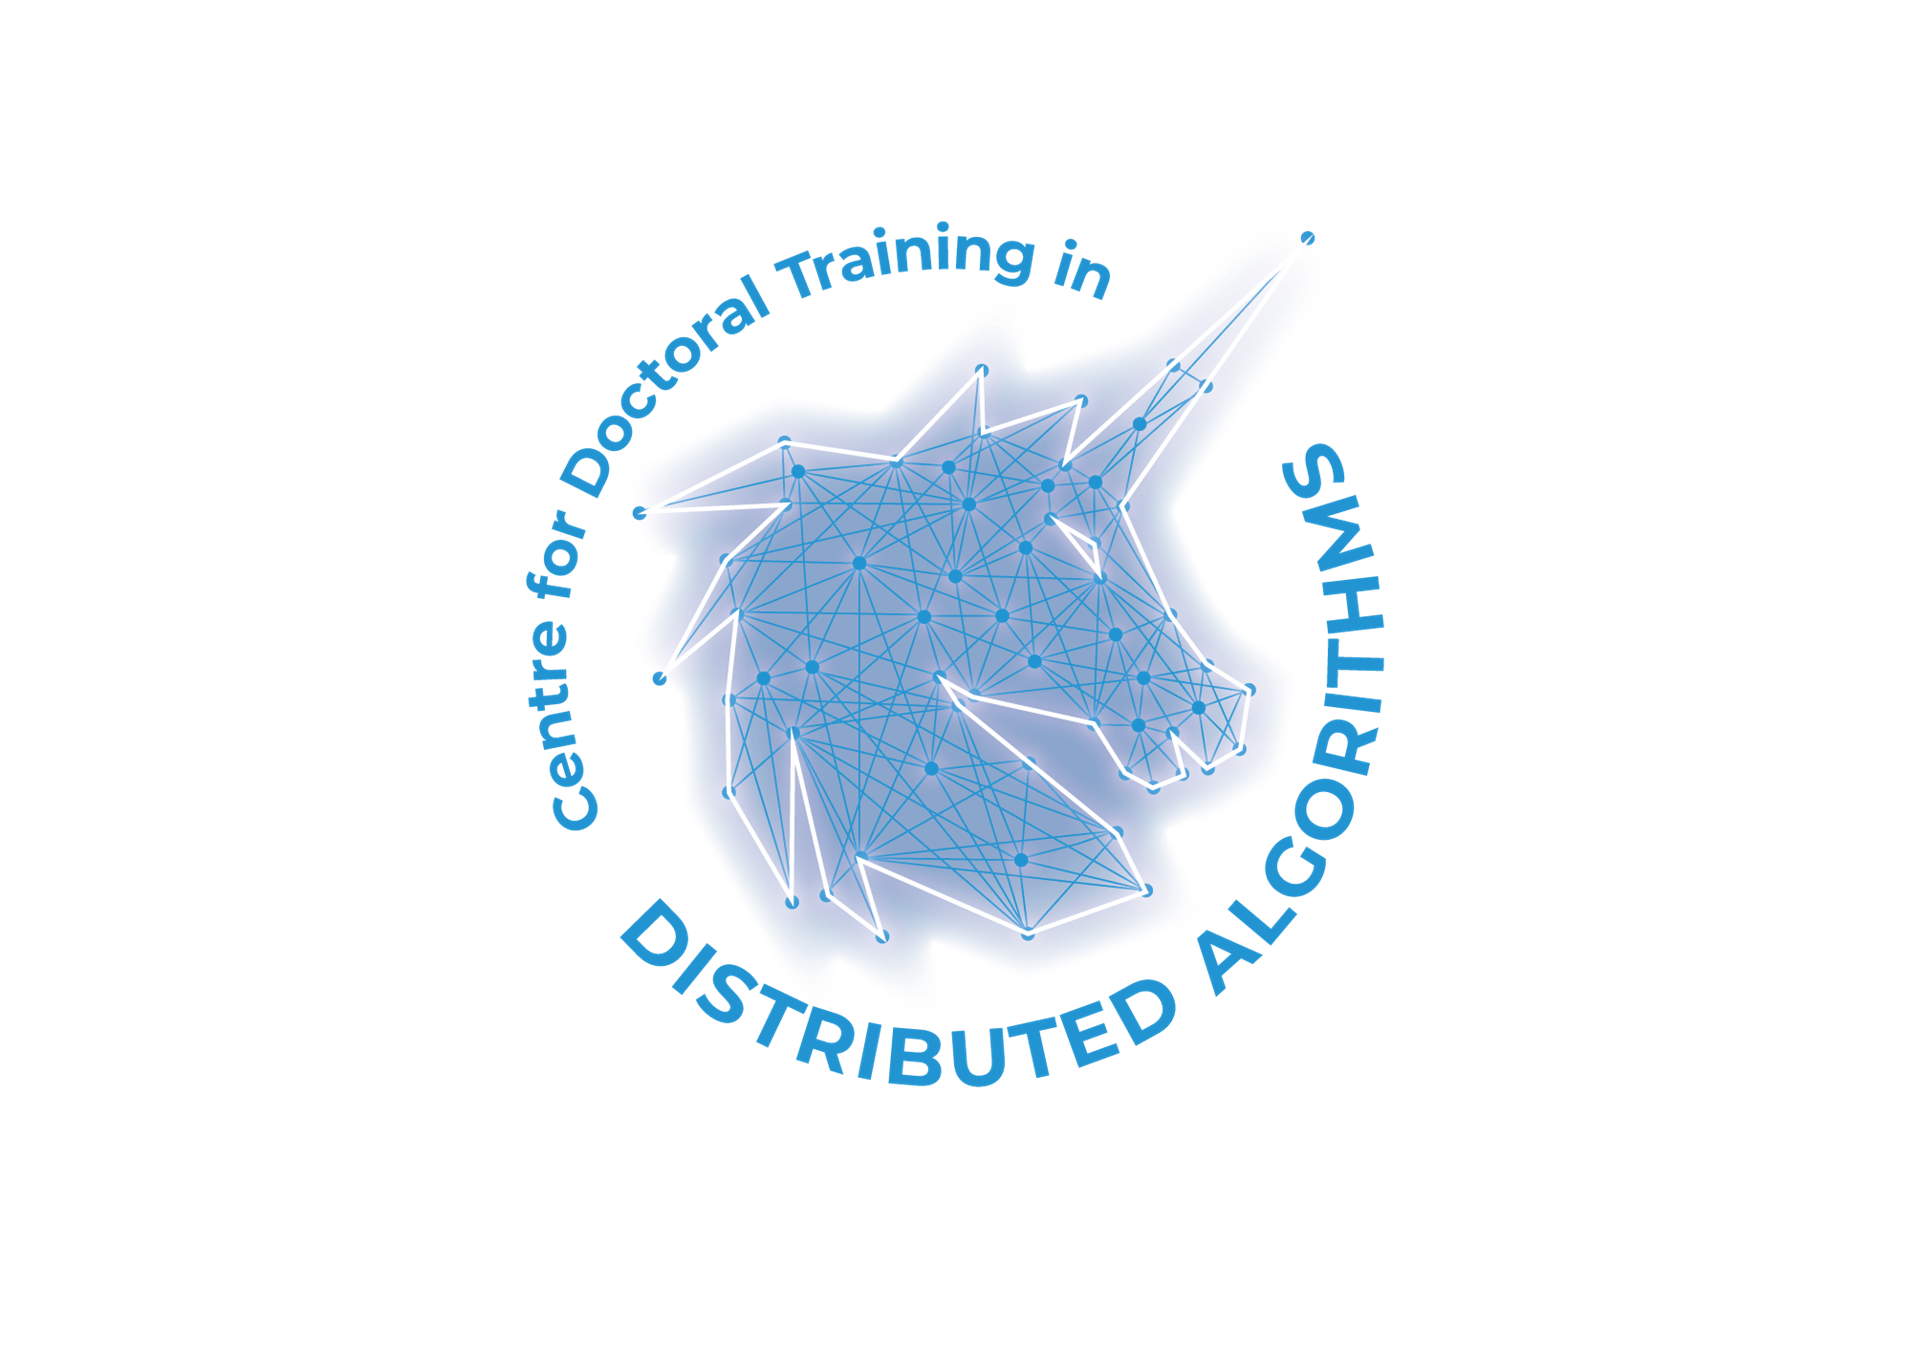 Centre for Doctoral Training in
DISTRIBUTED ALGORITHMS